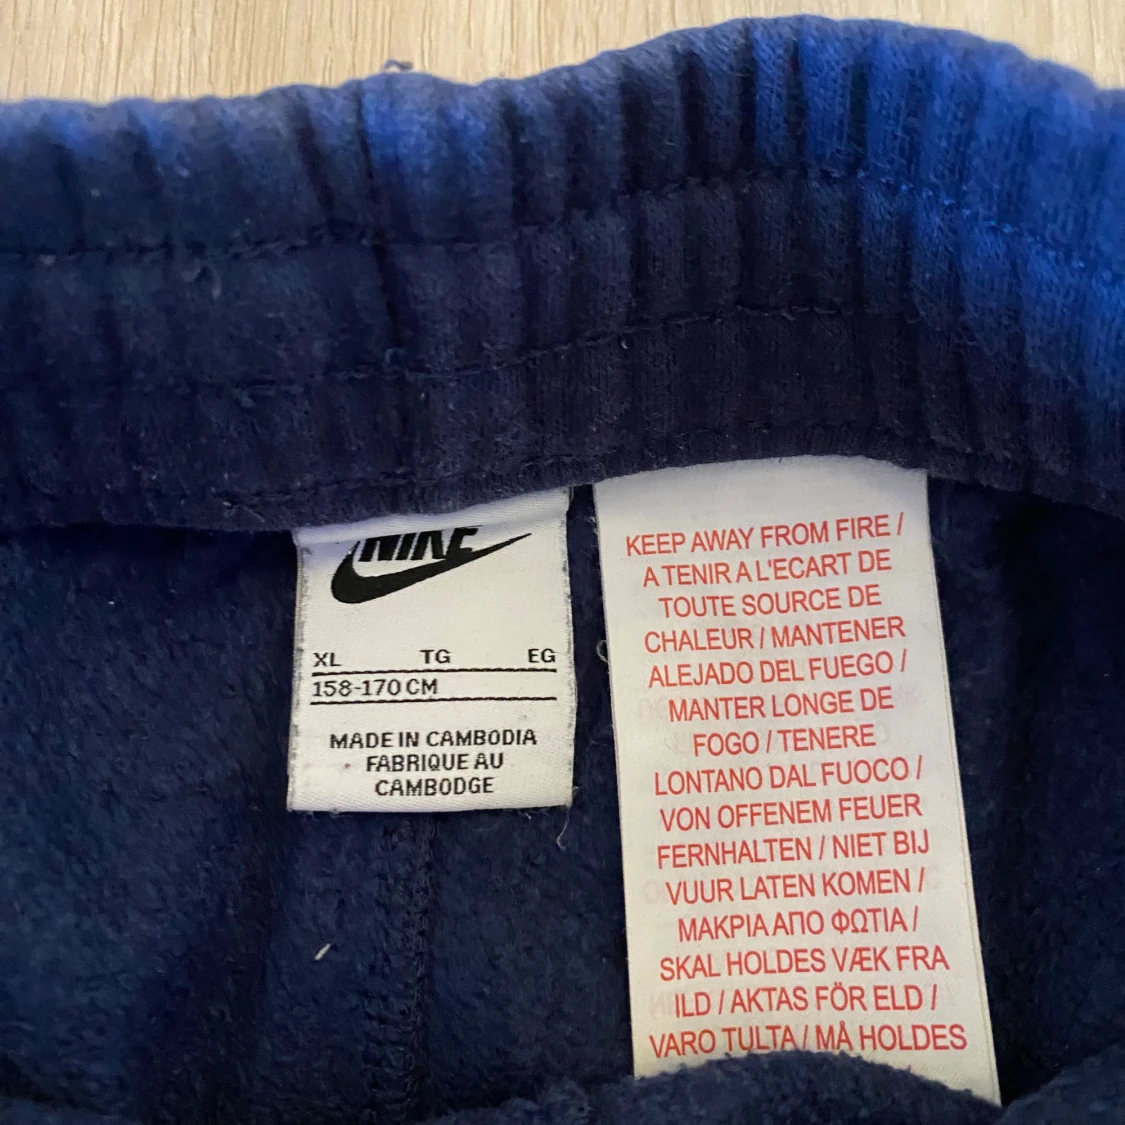 NIKE
XL TG EG
158-170 CM
MADE IN CAMBODIA
FABRIQUE AU
CAMBODGE
KEEP AWAY FROM FIRE /
A TENIR A L'ECART DE
TOUTE SOURCE DE
CHALEUR / MANTENER
ALEJADO DEL FUEGO /
MANTER LONGE DE
FOGO / TENERE
LONTANO DAL FUOCO /
VON OFFENEM FEUER
FERNHALTEN / NIET BIJ
VUUR LATEN KOMEN /
ΜΑΚΡΙΑ ΑΠΟ ΦΩΤΙΑ /
SKAL HOLDES VÆK FRA
ILD / AKTAS FÖR ELD /
VARO TULTA / MÅ HOLDES